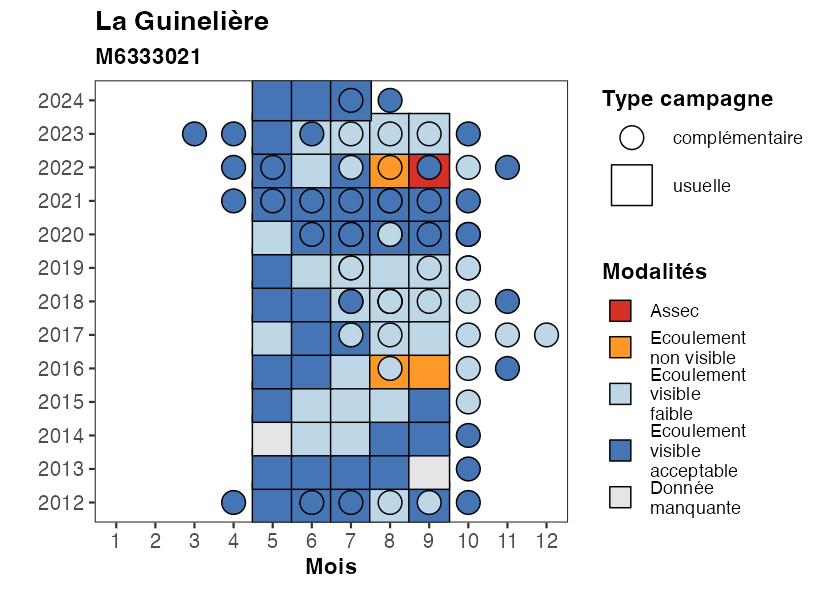 La Guinelière
M6333021
2024
2023
2022
2021
2020
2019
2018
2017
2016
2015
2014
2013
2012
1 2 3 4 5 6 7 8 9 10 11 12
Mois
Type campagne
complémentaire
usuelle
Modalités
Assec
Ecoulement
non visible
Ecoulement
visible
faible
Ecoulement
visible
acceptable
Donnée
manquante